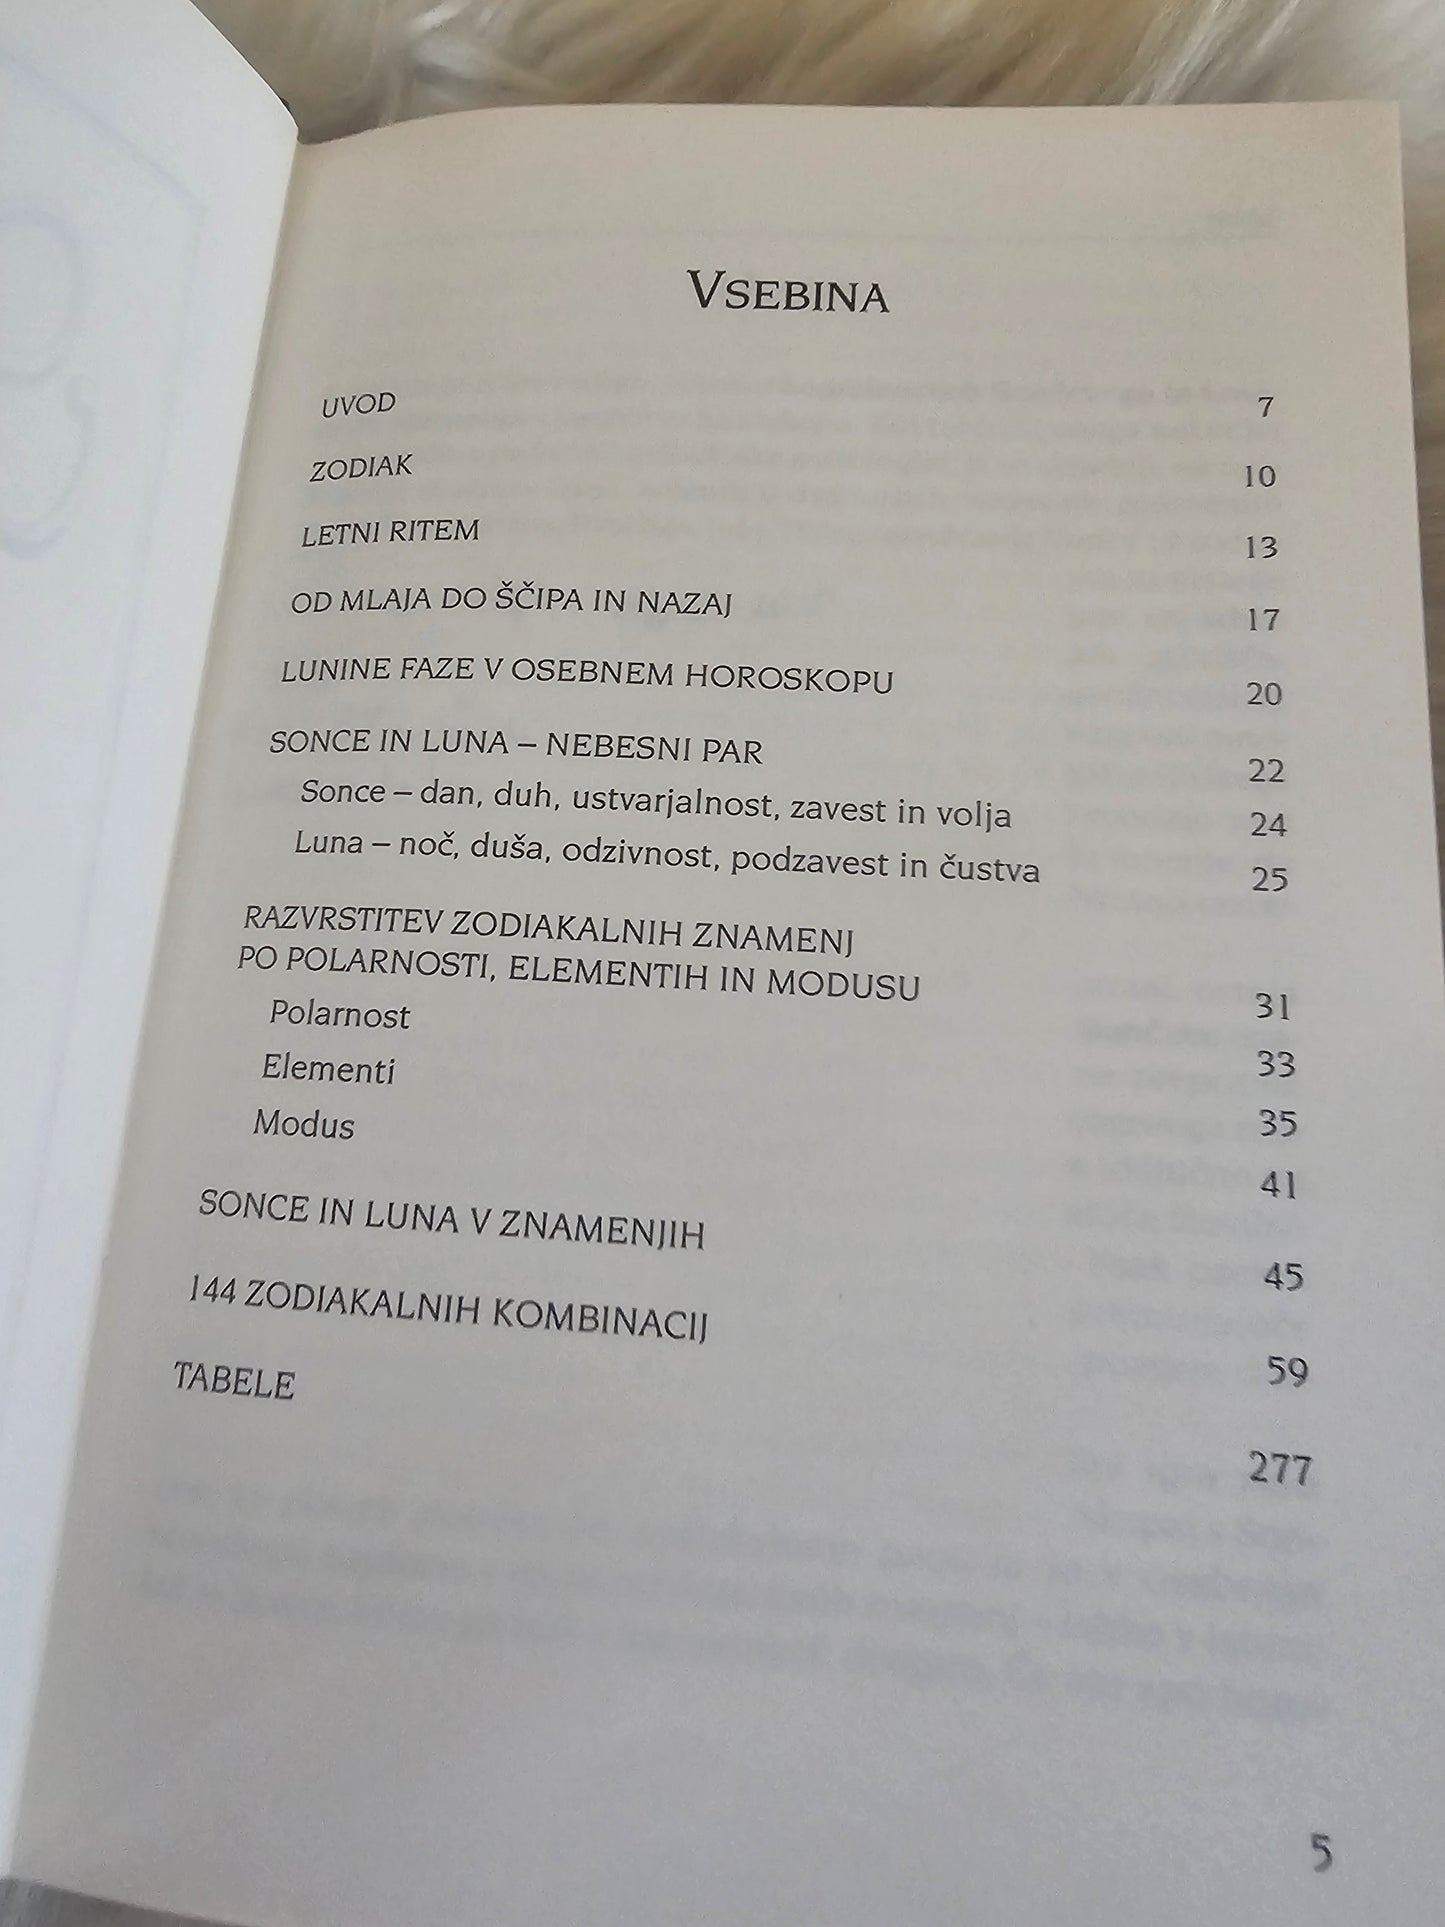 VSEBINA
UVOD 7
ZODIAK 10
LETNI RITEM 13
OD MLAJA DO ŠČIPA IN NAZAJ 17
LUNINE FAZE V OSEBNEM HOROSKOPU 20
SONCE IN LUNA – NEBESNI PAR 22
Sonce – dan, duh, ustvarjalnost, zavest in volja 24
Luna – noč, duša, odzivnost, podzavest in čustva 25
RAZVRSTITEV ZODIAKALNIH ZNAMENJ
PO POLARNOSTI, ELEMENTIH IN MODUSU 31
Polarnost 33
Elementi 35
Modus 41
SONCE IN LUNA V ZNAMENJIH 45
144 ZODIAKALNIH KOMBINACIJ 59
TABELE 277
5